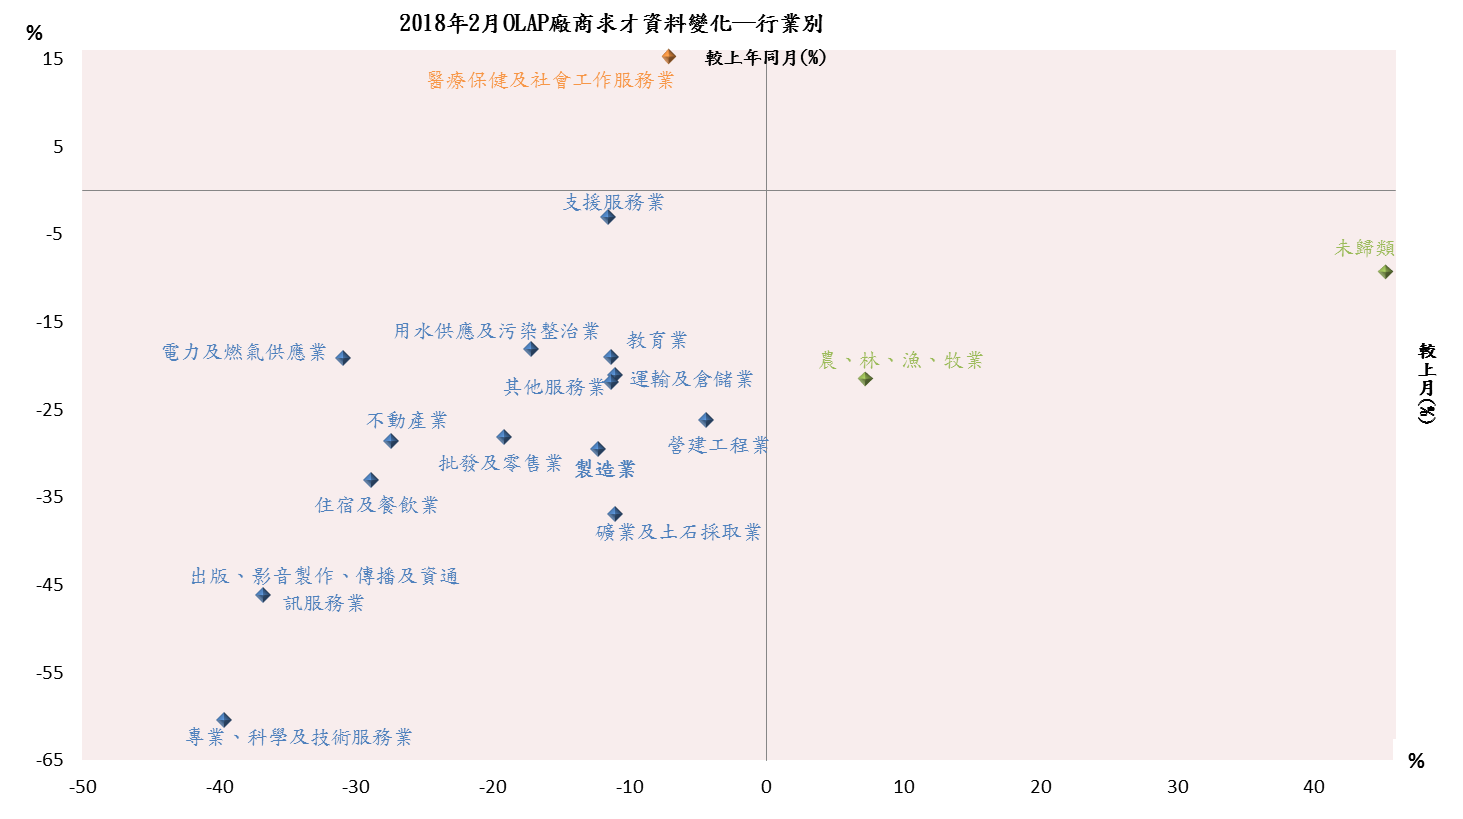 2018年2月OLAP廠商求才資料變化—行業別
%
較上年同月(%)
15
醫療保健及社會工作服務業
5
支援服務業
-5
未歸類
-15
用水供應及污染整治業
教育業
電力及燃氣供應業
農、林、漁、牧業
較上月(%)
運輸及倉儲業
其他服務業
-25
不動產業
營建工程業
批發及零售業
製造業
-35
住宿及餐飲業
礦業及土石採取業
-45
出版、影音製作、傳播及資通
訊服務業
-55
專業、科學及技術服務業
-65
%
-50
-40
-30
-20
-10
0
10
20
30
40